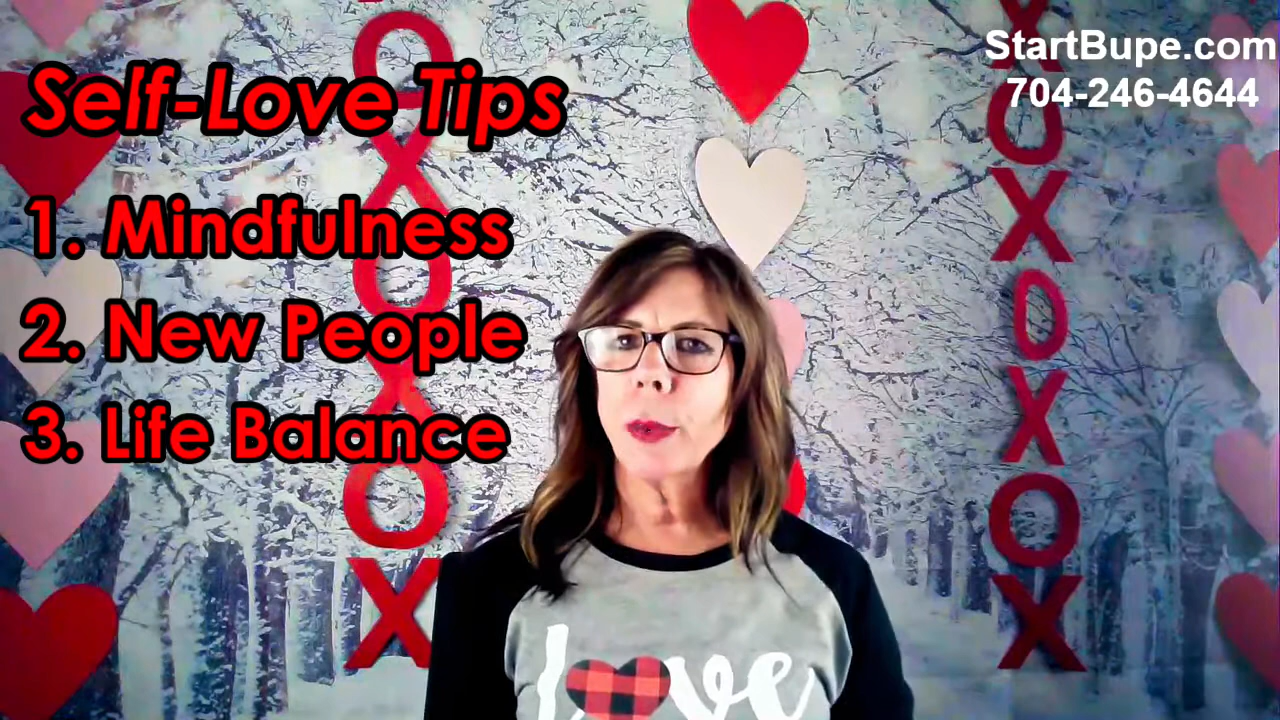 StartBupe.com
704-246-4644
Self-Love Tips
1. Mindfulness
2. New People
3. Life Balance
O
X
O
X
O
X
O
X
X
O
X
O
X
O
X
Love